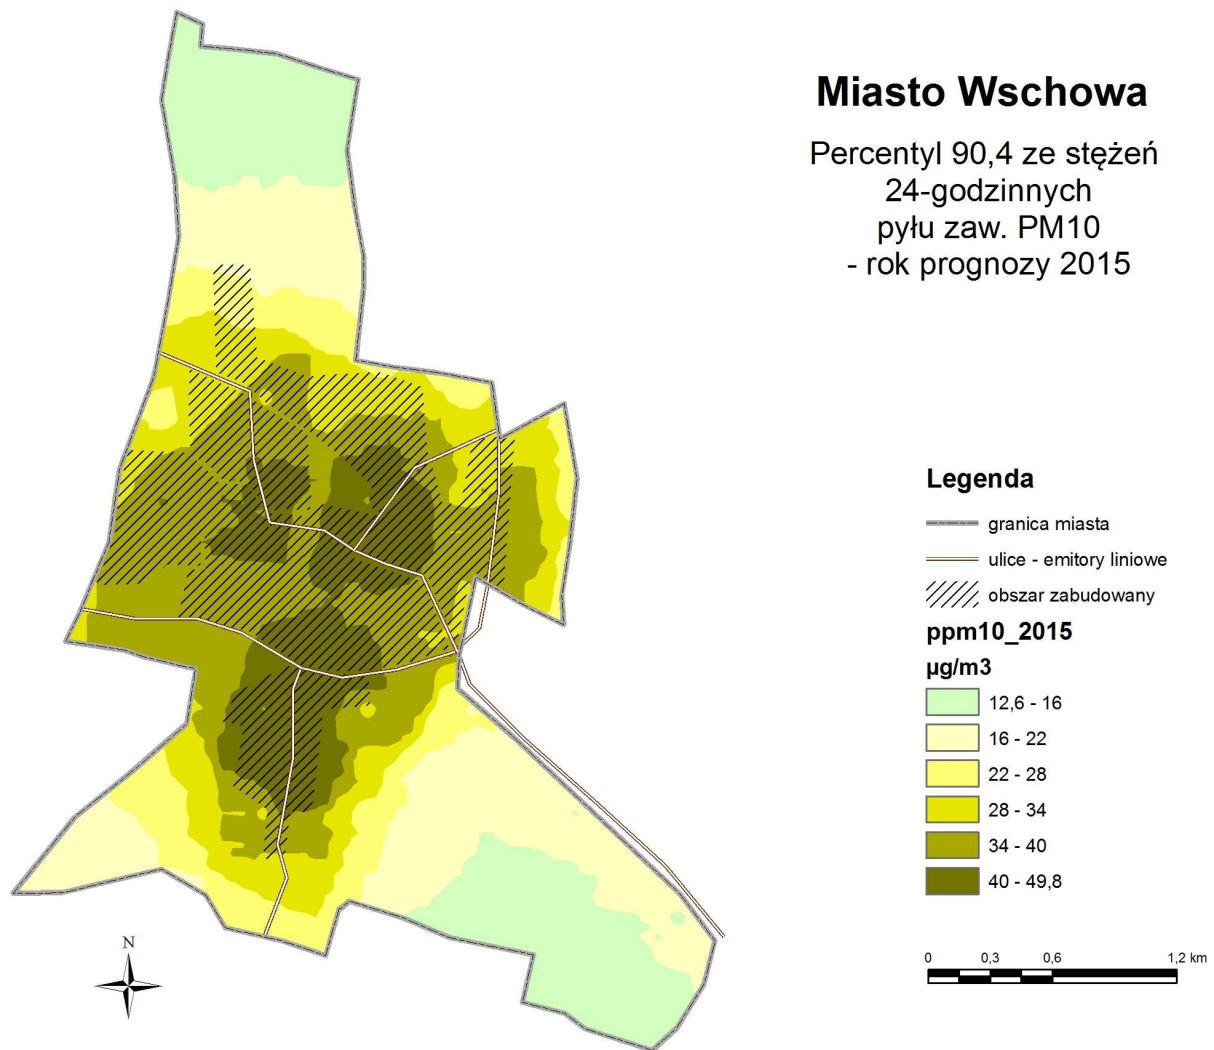 Miasto Wschowa
Percentyl 90,4 ze stężeń
24-godzinnych
pyłu zaw. PM10
- rok prognozy 2015
Legenda
granica miasta
ulice - emitory liniowe
obszar zabudowany
ppm10_2015
µg/m3
12,6 - 16
16 - 22
22 - 28
28 - 34
34 - 40
40 - 49,8
N
0 0,3 0,6 1,2 km